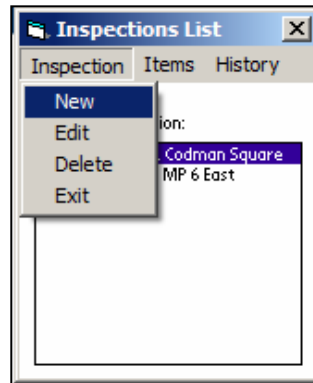 Inspections List
Inspection Items History
New
Edit
Delete
Exit
ion:
Codman Square
MP 6 East